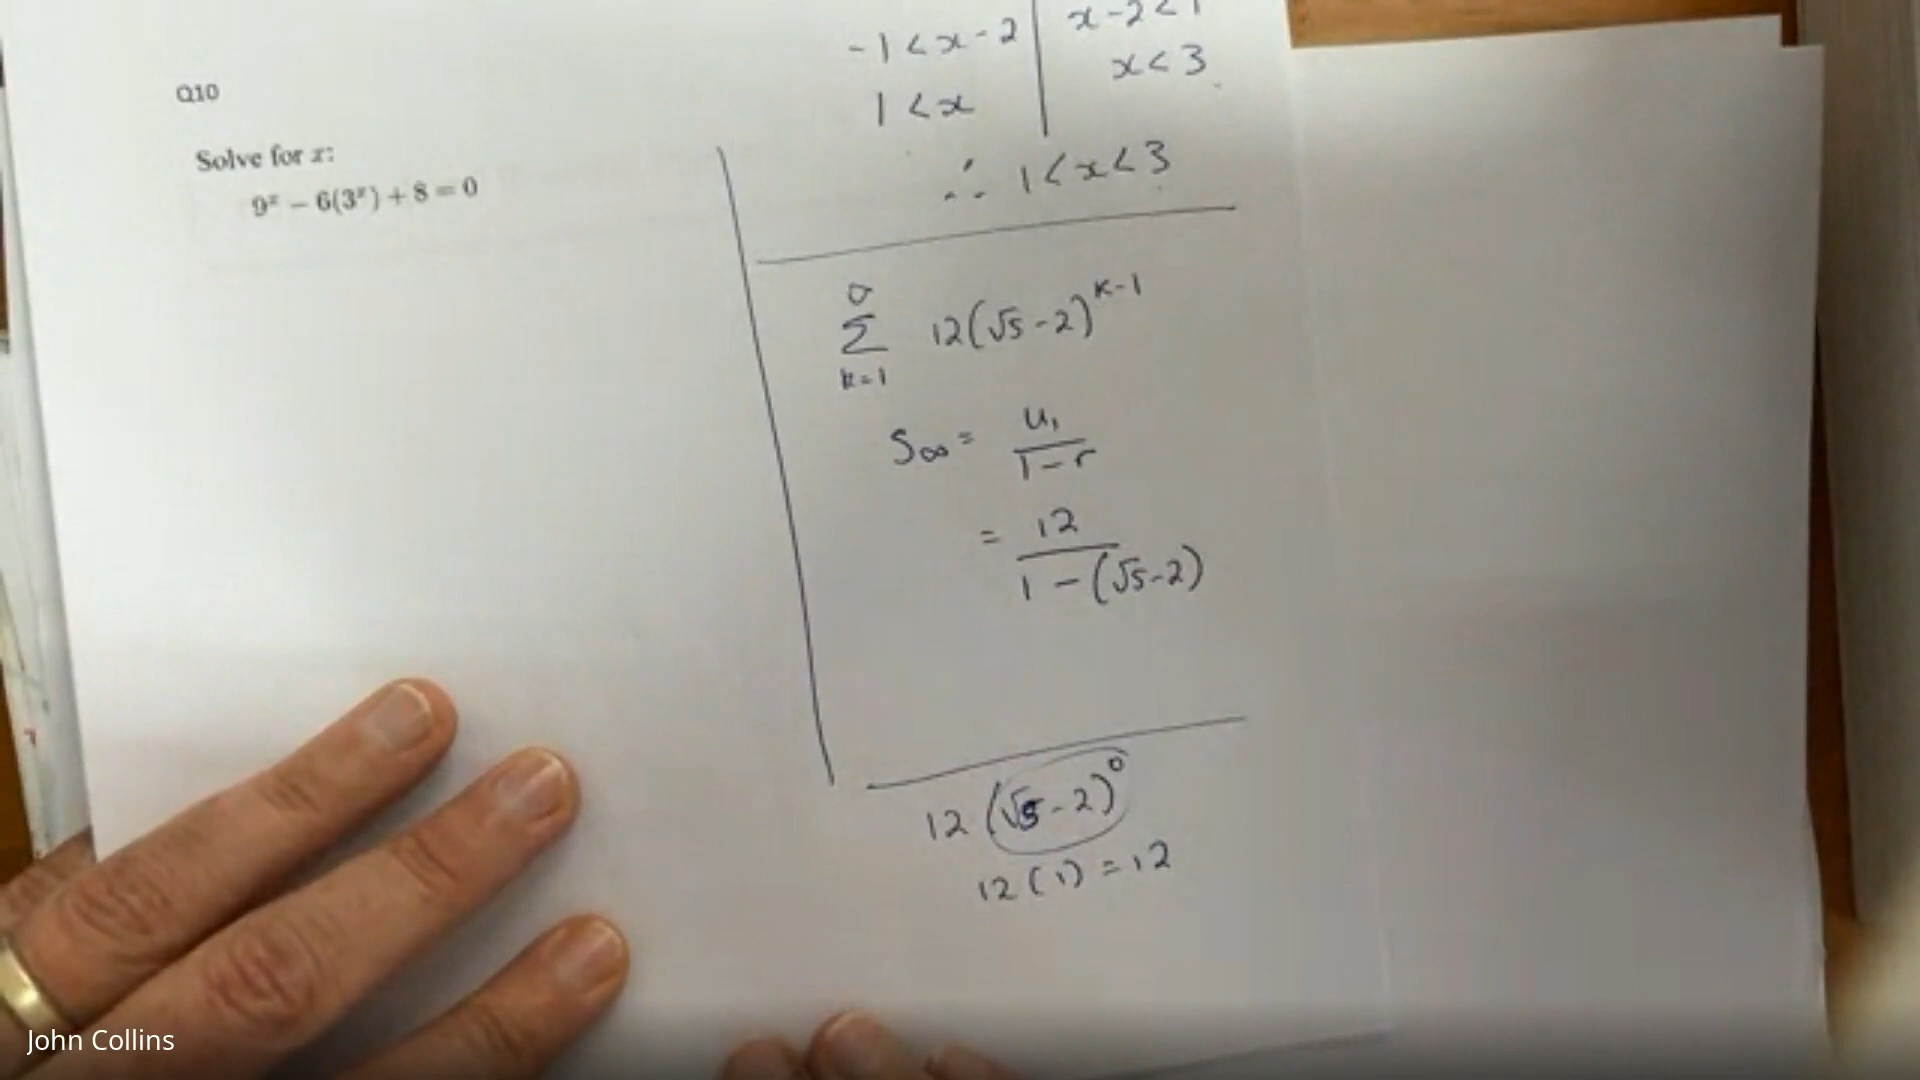 Q10
Solve for x:
9ˣ − 6(3ˣ) + 8 = 0
-1 < x - 2
1 < x
x - 2 < 1
x < 3
∴ 1 < x < 3
σ
Σ 12(√5 - 2)ᵏ⁻¹
k=1
S∞ = u₁ / 1 - r
= 12 / 1 - (√5 - 2)
12 (√5 - 2)⁰
12 (1) = 12
John Collins